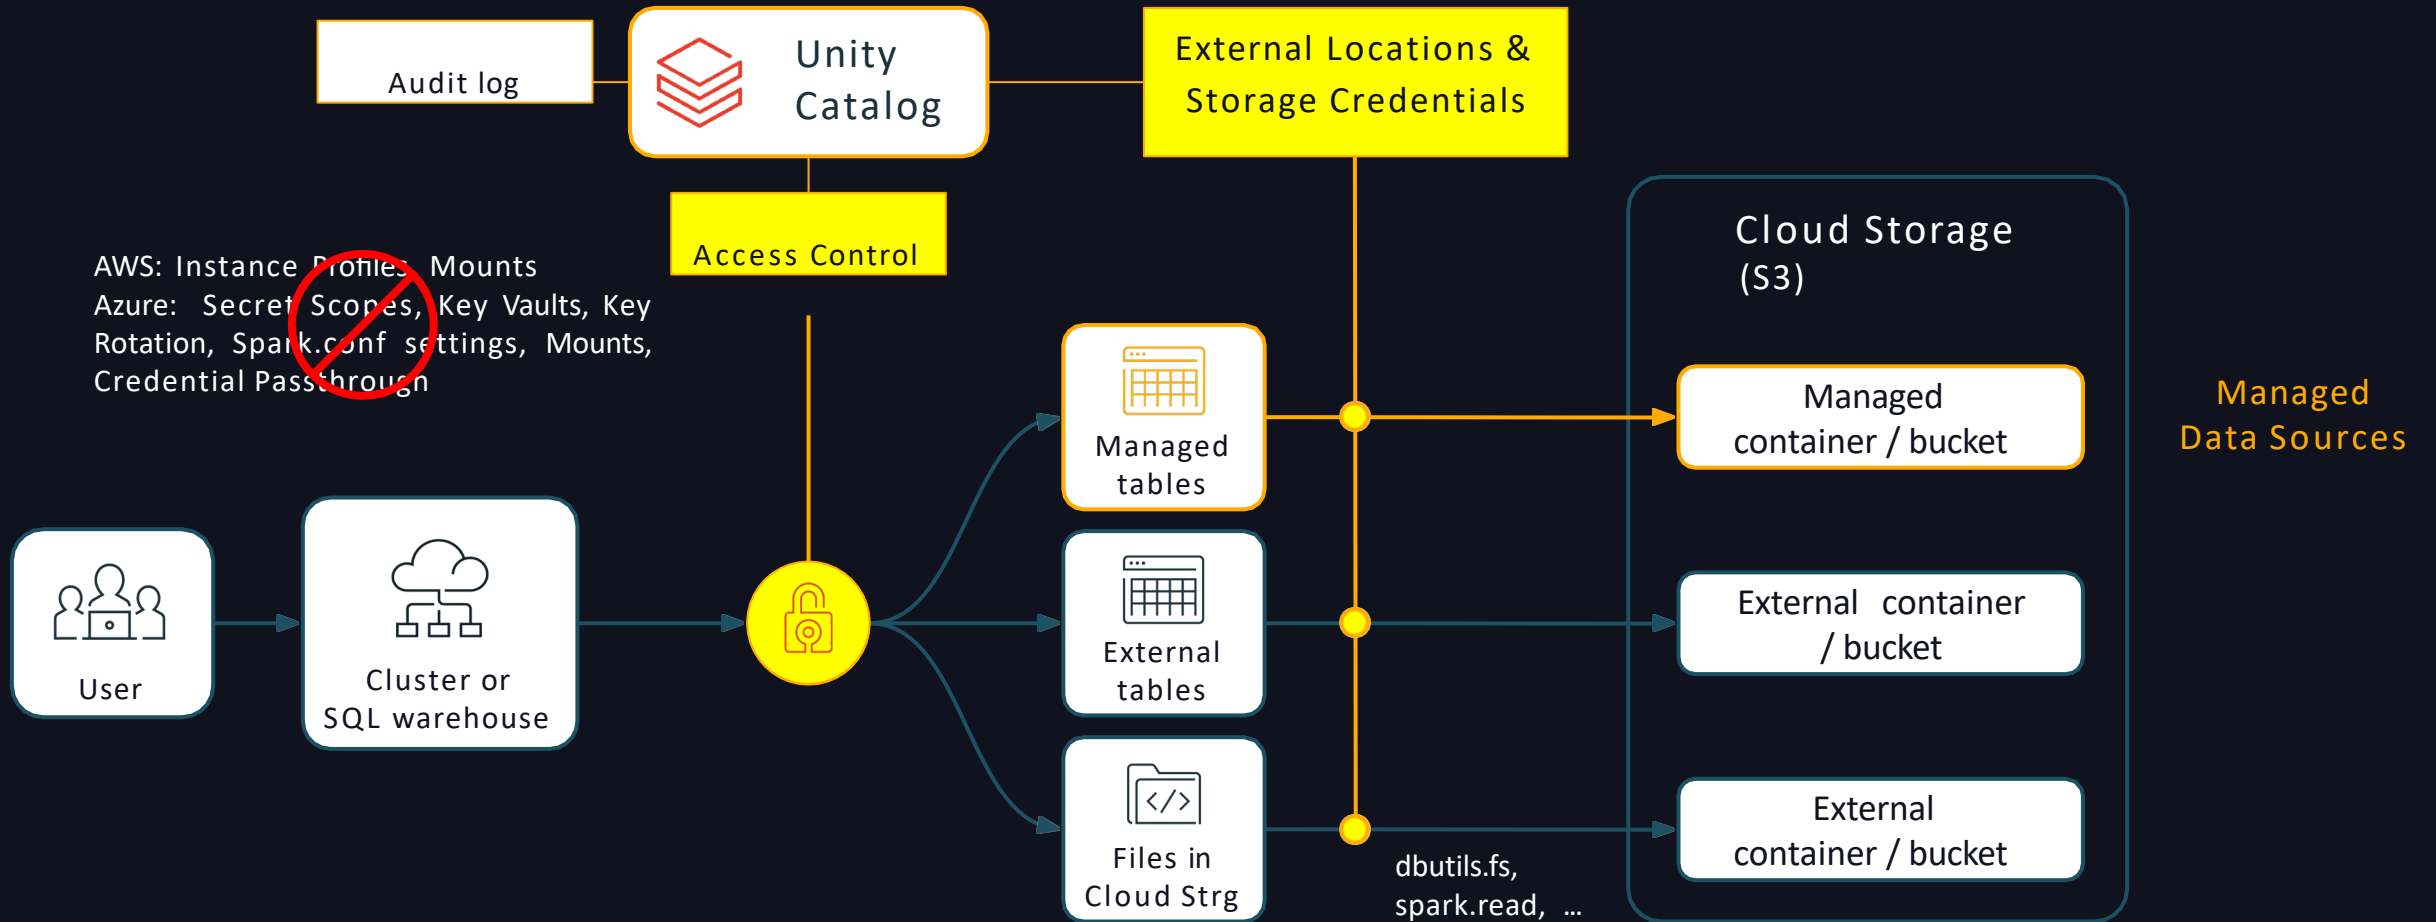 Audit log
Unity
Catalog
External Locations &
Storage Credentials
Access Control
AWS: Instance Profiles, Mounts
Azure: Secret Scopes, Key Vaults, Key
Rotation, Spark.conf settings, Mounts,
Credential Passthrough
Cloud Storage
(S3)
Managed
tables
Managed
container / bucket
Managed
Data Sources
User
Cluster or
SQL warehouse
External
tables
External container
/ bucket
Files in
Cloud Strg
dbutils.fs,
spark.read, ...
External
container / bucket